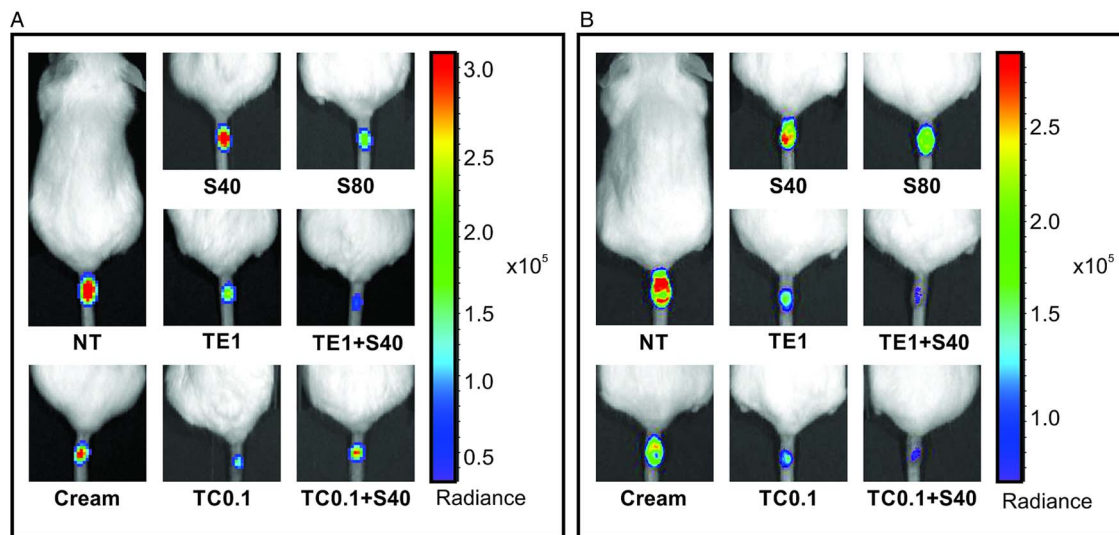 A
S40
S80
NT
TE1
TE1+S40
Cream
TC0.1
TC0.1+S40
3.0
2.5
2.0
1.5
1.0
0.5
x10⁵
Radiance
B
S40
S80
NT
TE1
TE1+S40
Cream
TC0.1
TC0.1+S40
2.5
2.0
1.5
1.0
x10⁵
Radiance